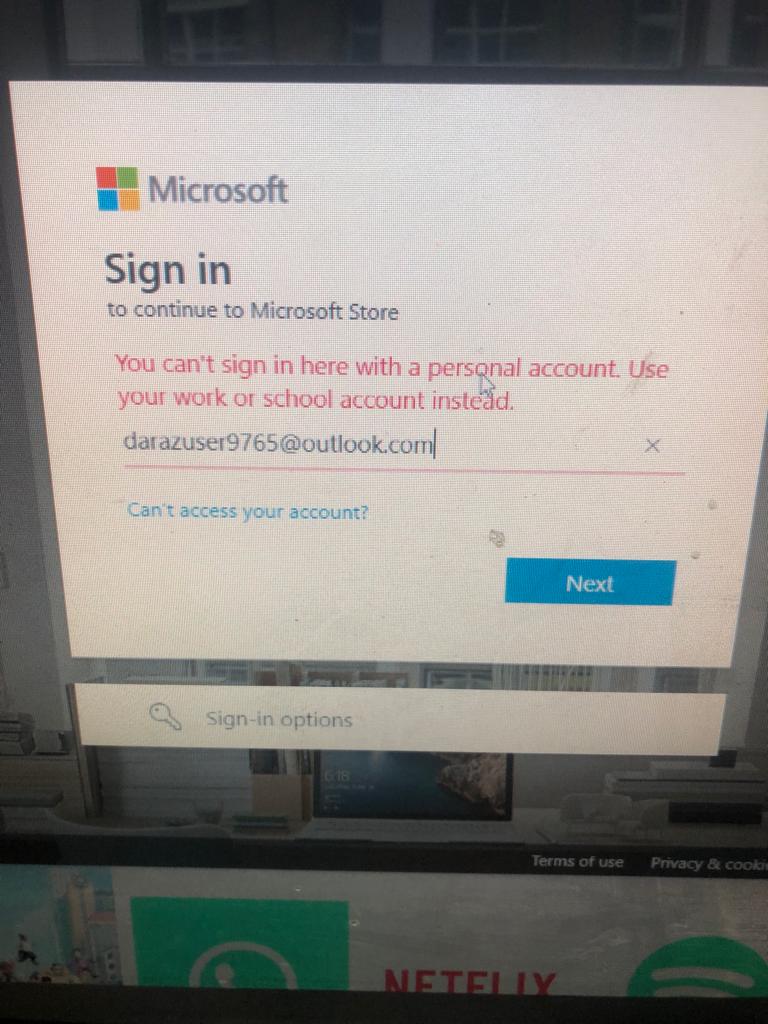 Microsoft
Sign in
to continue to Microsoft Store
You can't sign in here with a personal account. Use
your work or school account instead.
darazuser9765@outlook.com
Can't access your account?
Next
Sign-in options
6:18
Terms of use Privacy &
NETFLIX